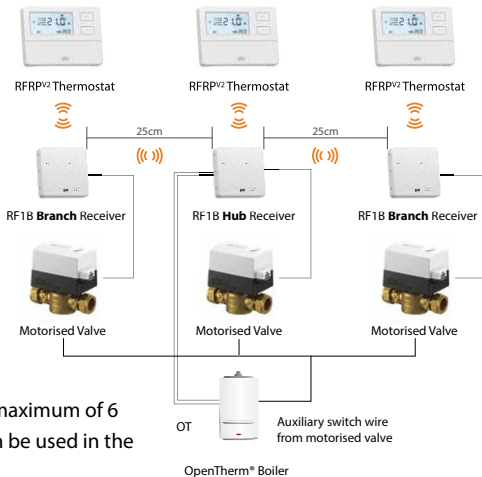 RFRPV2 Thermostat RFRPV2 Thermostat RFRPV2 Thermostat
25cm 25cm
RF1B Branch Receiver RF1B Hub Receiver RF1B Branch Receiver
Motorised Valve Motorised Valve Motorised Valve
naximum of 6
n be used in the
OT
Auxiliary switch wire
from motorised valve
OpenTherm® Boiler